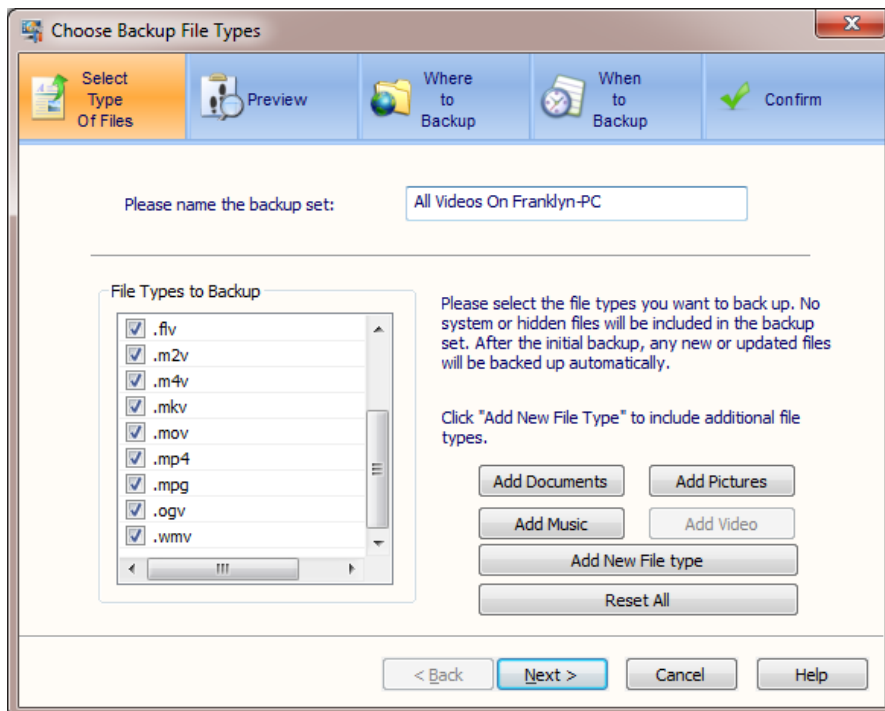 Choose Backup File Types
Select
Type
Of Files
Preview
Where
to
Backup
When
to
Backup
Confirm
Please name the backup set:
All Videos On Franklyn-PC
File Types to Backup
.flv
.m2v
.m4v
.mkv
.mov
.mp4
.mpg
.ogv
.wmv
Please select the file types you want to back up. No
system or hidden files will be included in the backup
set. After the initial backup, any new or updated files
will be backed up automatically.
Click "Add New File Type" to include additional file
types.
Add Documents
Add Pictures
Add Music
Add Video
Add New File type
Reset All
< Back
Next >
Cancel
Help